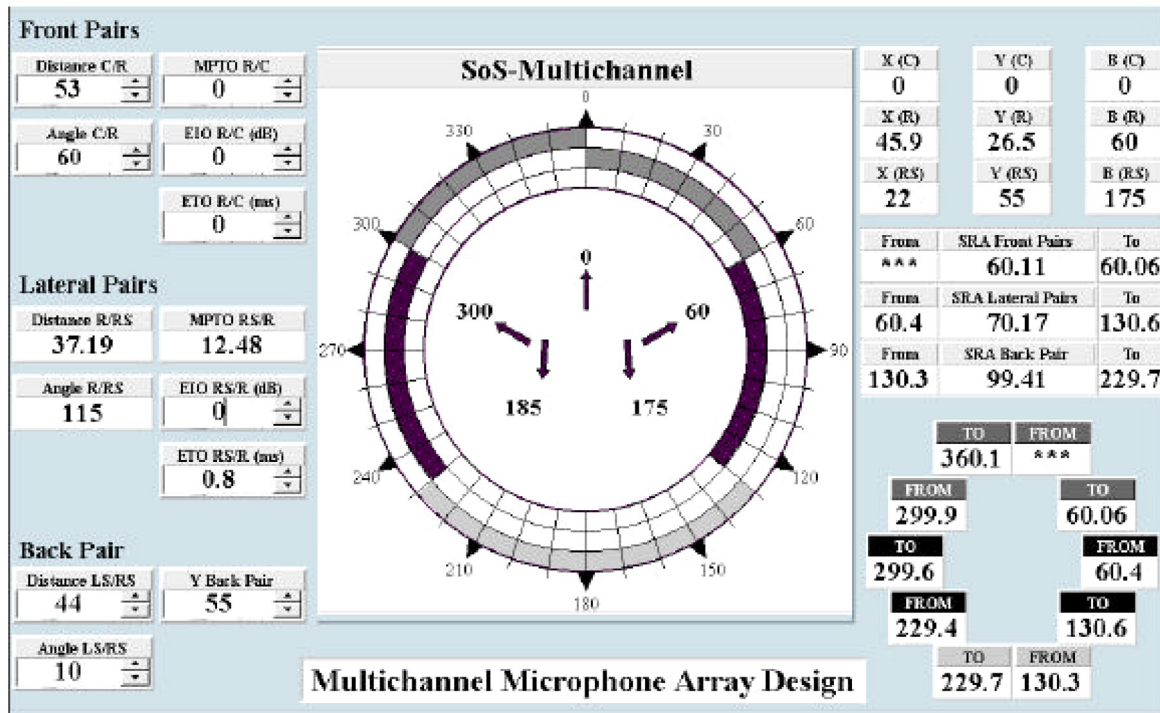 Front Pairs
Distance C/R
53
MPTO R/C
0
Angle C/R
60
EIO R/C (dB)
0
ETO R/C (ms)
0
Lateral Pairs
Distance R/RS
37.19
MPTO RS/R
12.48
Angle R/RS
115
EIO RS/R (dB)
0
ETO RS/R (ms)
0.8
Back Pair
Distance LS/RS
44
Y Back Pair
55
Angle LS/RS
10
SoS-Multichannel
0
330 30
300 60
0
300 60
270 90
185 175
240 120
210 150
180
Multichannel Microphone Array Design
X (C) Y (C) B (C)
0 0 0
X (R) Y (R) B (R)
45.9 26.5 60
X (RS) Y (RS) B (RS)
22 55 175
From SRA Front Pairs To
*** 60.11 60.06
From SRA Lateral Pairs To
60.4 70.17 130.6
From SRA Back Pair To
130.3 99.41 229.7
TO FROM
360.1 ***
FROM TO
299.9 60.06
TO FROM
299.6 60.4
FROM TO
229.4 130.6
TO FROM
229.7 130.3